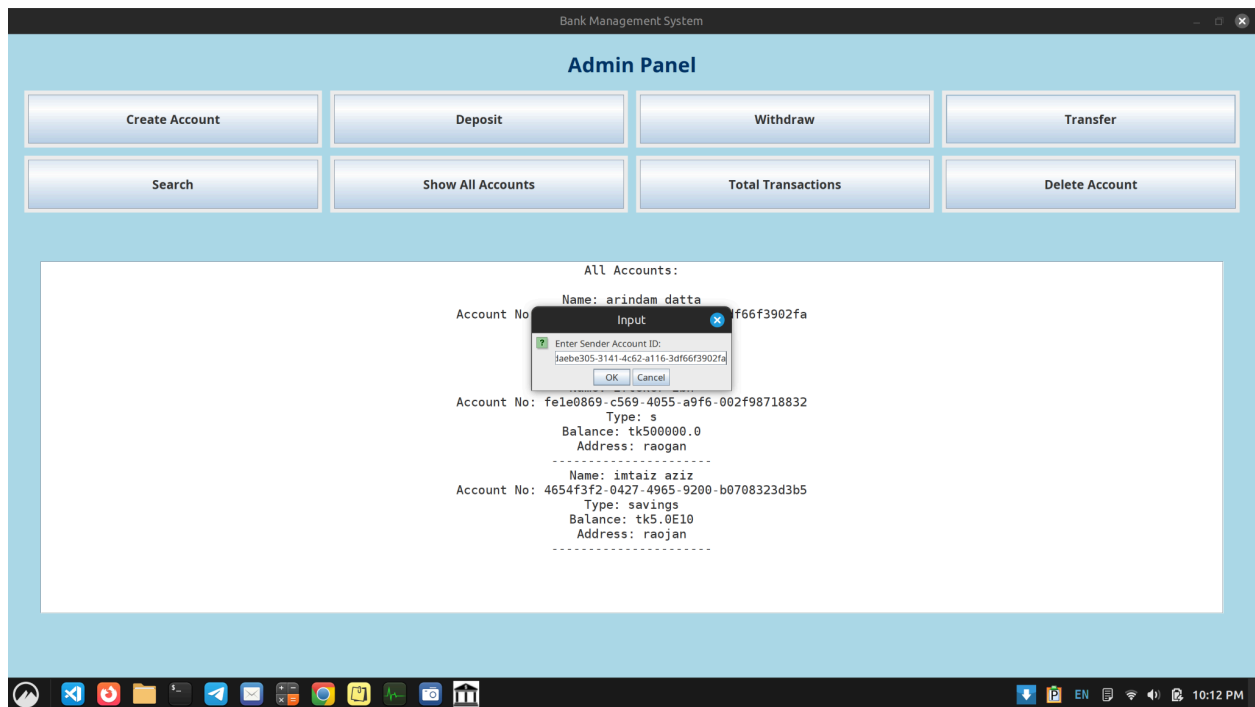 Bank Management System
Admin Panel
Create Account
Deposit
Withdraw
Transfer
Search
Show All Accounts
Total Transactions
Delete Account
All Accounts:
Name: arindam datta
Account No
df66f3902fa
Input
Enter Sender Account ID:
daebe305-3141-4c62-a116-3df66f3902fa
OK
Cancel
Account No: fe1e0869-c569-4055-a9f6-002f98718832
Type: s
Balance: tk500000.0
Address: raogan
-----------------------
Name: imtaiz aziz
Account No: 4654f3f2-0427-4965-9200-b0708323d3b5
Type: savings
Balance: tk5.0E10
Address: raojan
-----------------------
EN
10:12 PM